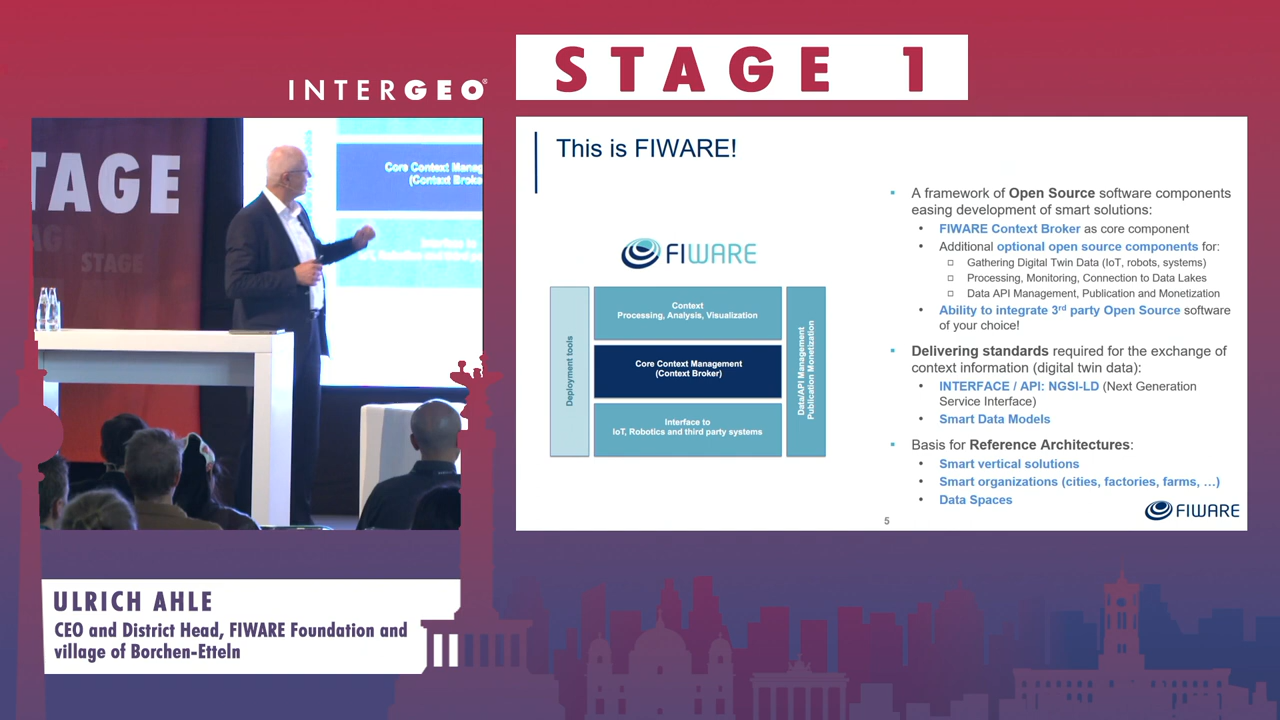 INTERGEO®
STAGE 1
TAGE
STAGE
Core Context Manag
(Context Broke
This is FIWARE!
FIWARE
Deployment tools
Context
Processing, Analysis, Visualization
Core Context Management
(Context Broker)
Interface to
IoT, Robotics and third party systems
Data/API Management
Publication Monetization
▪ A framework of Open Source software components
easing development of smart solutions:
• FIWARE Context Broker as core component
• Additional optional open source components for:
□ Gathering Digital Twin Data (IoT, robots, systems)
□ Processing, Monitoring, Connection to Data Lakes
□ Data API Management, Publication and Monetization
• Ability to integrate 3rd party Open Source software
of your choice!
▪ Delivering standards required for the exchange of
context information (digital twin data):
• INTERFACE / API: NGSI-LD (Next Generation
Service Interface)
• Smart Data Models
▪ Basis for Reference Architectures:
• Smart vertical solutions
• Smart organizations (cities, factories, farms, …)
• Data Spaces
5
FIWARE
ULRICH AHLE
CEO and District Head, FIWARE Foundation and
village of Borchen-Etteln